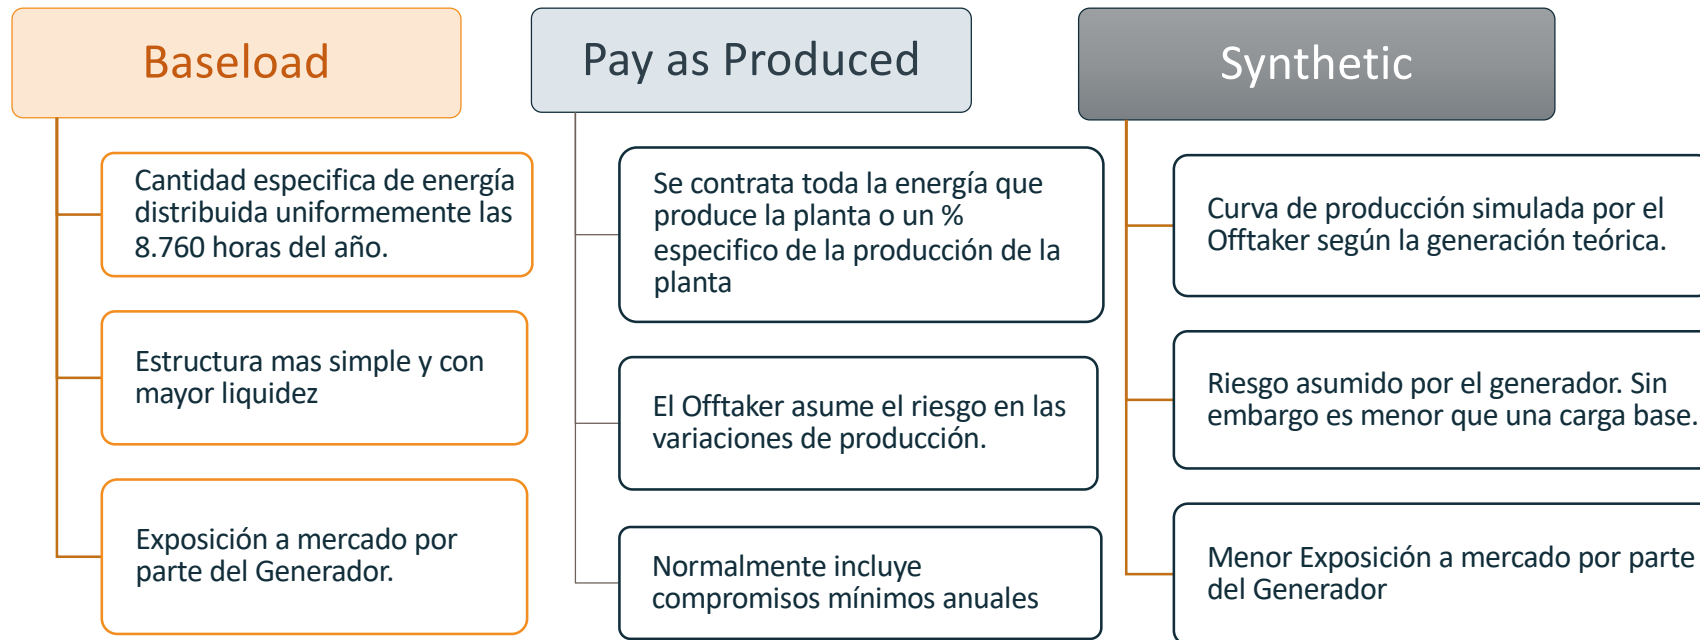 Baseload
Cantidad especifica de energía
distribuida uniformemente las
8.760 horas del año.
Estructura mas simple y con
mayor liquidez
Exposición a mercado por
parte del Generador.
Pay as Produced
Se contrata toda la energía que
produce la planta o un %
especifico de la producción de la
planta
El Offtaker asume el riesgo en las
variaciones de producción.
Normalmente incluye
compromisos mínimos anuales
Synthetic
Curva de producción simulada por el
Offtaker según la generación teórica.
Riesgo asumido por el generador. Sin
embargo es menor que una carga base.
Menor Exposición a mercado por parte
del Generador